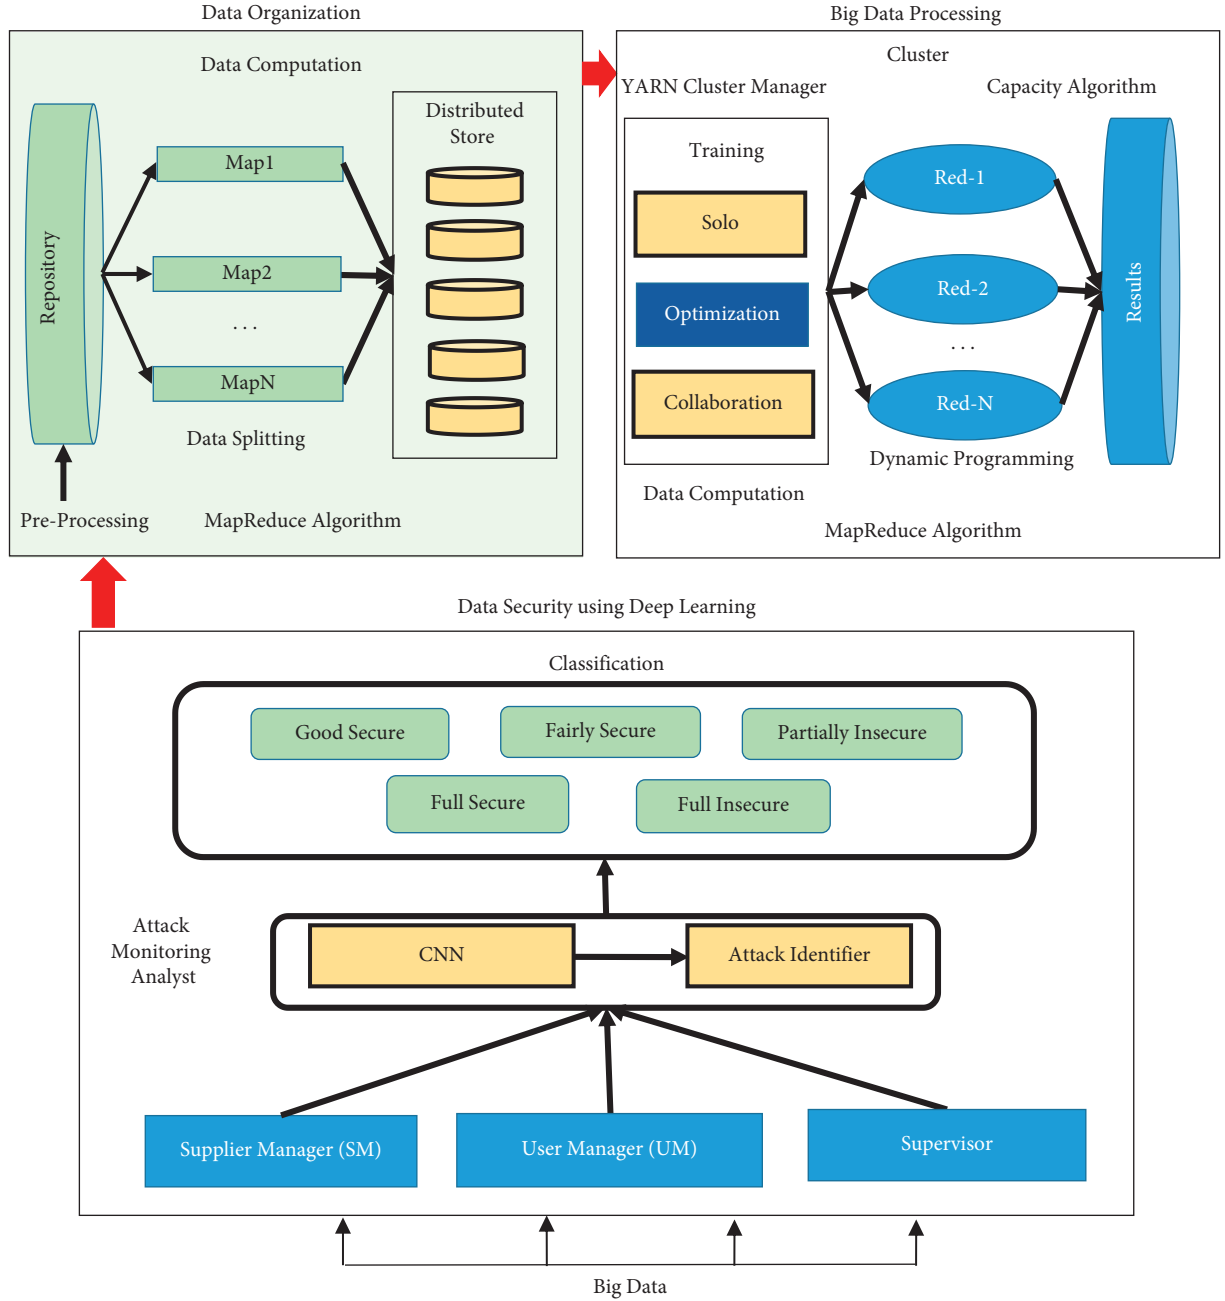 Data Organization
Data Computation
Repository
Map1
Map2
. . .
MapN
Data Splitting
Distributed
Store
Pre-Processing
MapReduce Algorithm
Big Data Processing
Cluster
YARN Cluster Manager
Capacity Algorithm
Training
Solo
Optimization
Collaboration
Data Computation
Red-1
Red-2
. . .
Red-N
Dynamic Programming
Results
MapReduce Algorithm
Data Security using Deep Learning
Classification
Good Secure
Fairly Secure
Partially Insecure
Full Secure
Full Insecure
Attack
Monitoring
Analyst
CNN
Attack Identifier
Supplier Manager (SM)
User Manager (UM)
Supervisor
Big Data